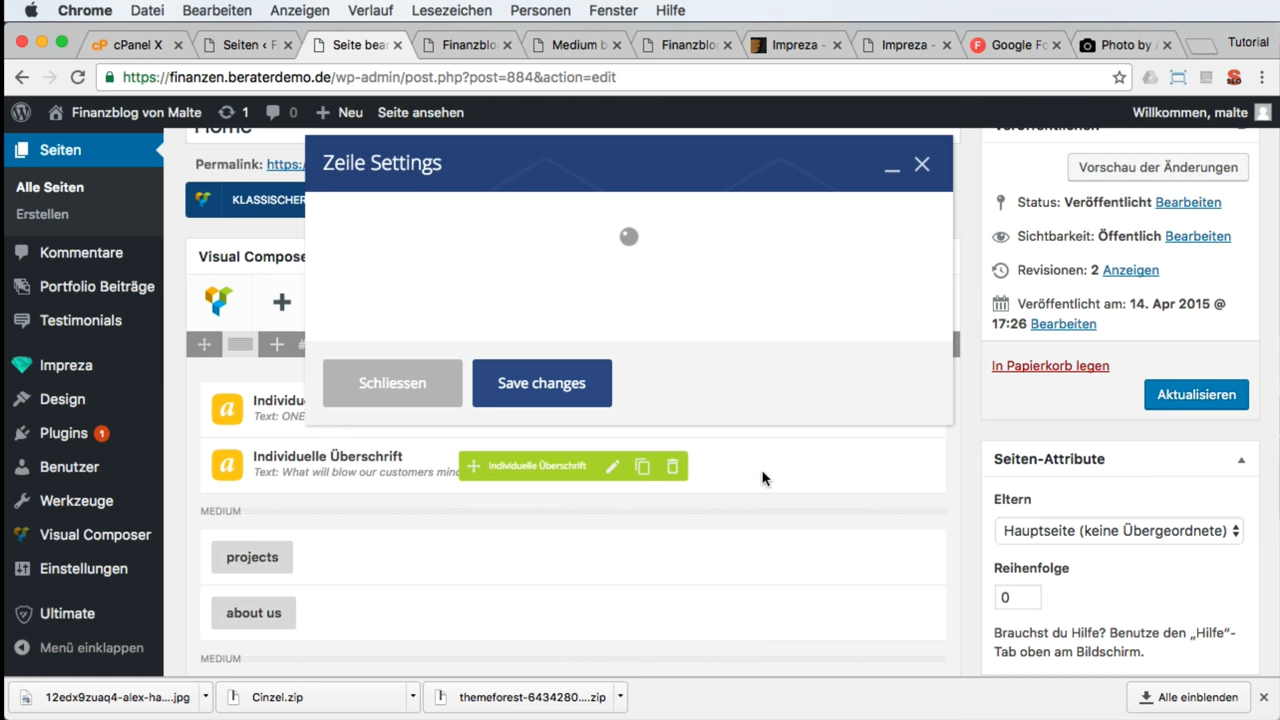 Chrome Datei Bearbeiten Anzeigen Verlauf Lesezeichen Personen Fenster Hilfe
cPanel X Seiten ‹ F Seite bear Finanzblo Medium b Finanzblo Impreza - Impreza - Google Fo Photo by A Tutorial
https://finanzen.beraterdemo.de/wp-admin/post.php?post=884&action=edit
Finanzblog von Malte 1 0 Neu Seite ansehen Willkommen, malte
Seiten
Alle Seiten
Erstellen
Kommentare
Portfolio Beiträge
Testimonials
Impreza
Design
Plugins 1
Benutzer
Werkzeuge
Visual Composer
Einstellungen
Ultimate
Menü einklappen
Home
Permalink: https:/
KLASSISCHER
Visual Compose
Zeile Settings
Schliessen
Save changes
Individue
Text: ONE
Individuelle Überschrift
Text: What will blow our customers mind
Individuelle Überschrift
MEDIUM
projects
about us
MEDIUM
Veröffentlichen
Vorschau der Änderungen
Status: Veröffentlicht Bearbeiten
Sichtbarkeit: Öffentlich Bearbeiten
Revisionen: 2 Anzeigen
Veröffentlicht am: 14. Apr 2015 @
17:26 Bearbeiten
In Papierkorb legen
Aktualisieren
Seiten-Attribute
Eltern
Hauptseite (keine Übergeordnete)
Reihenfolge
0
Brauchst du Hilfe? Benutze den „Hilfe“-
Tab oben am Bildschirm.
12edx9zuaq4-alex-ha....jpg Cinzel.zip themeforest-6434280....zip Alle einblenden